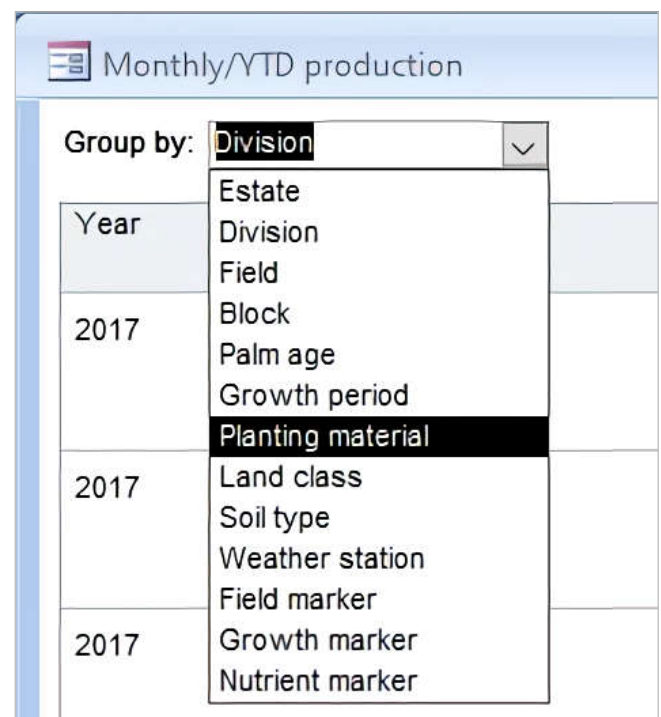 Monthly/YTD production
Group by: Division
Estate
Year
Division
Field
Block
2017
Palm age
Growth period
Planting material
Land class
2017
Soil type
Weather station
Field marker
Growth marker
2017
Nutrient marker